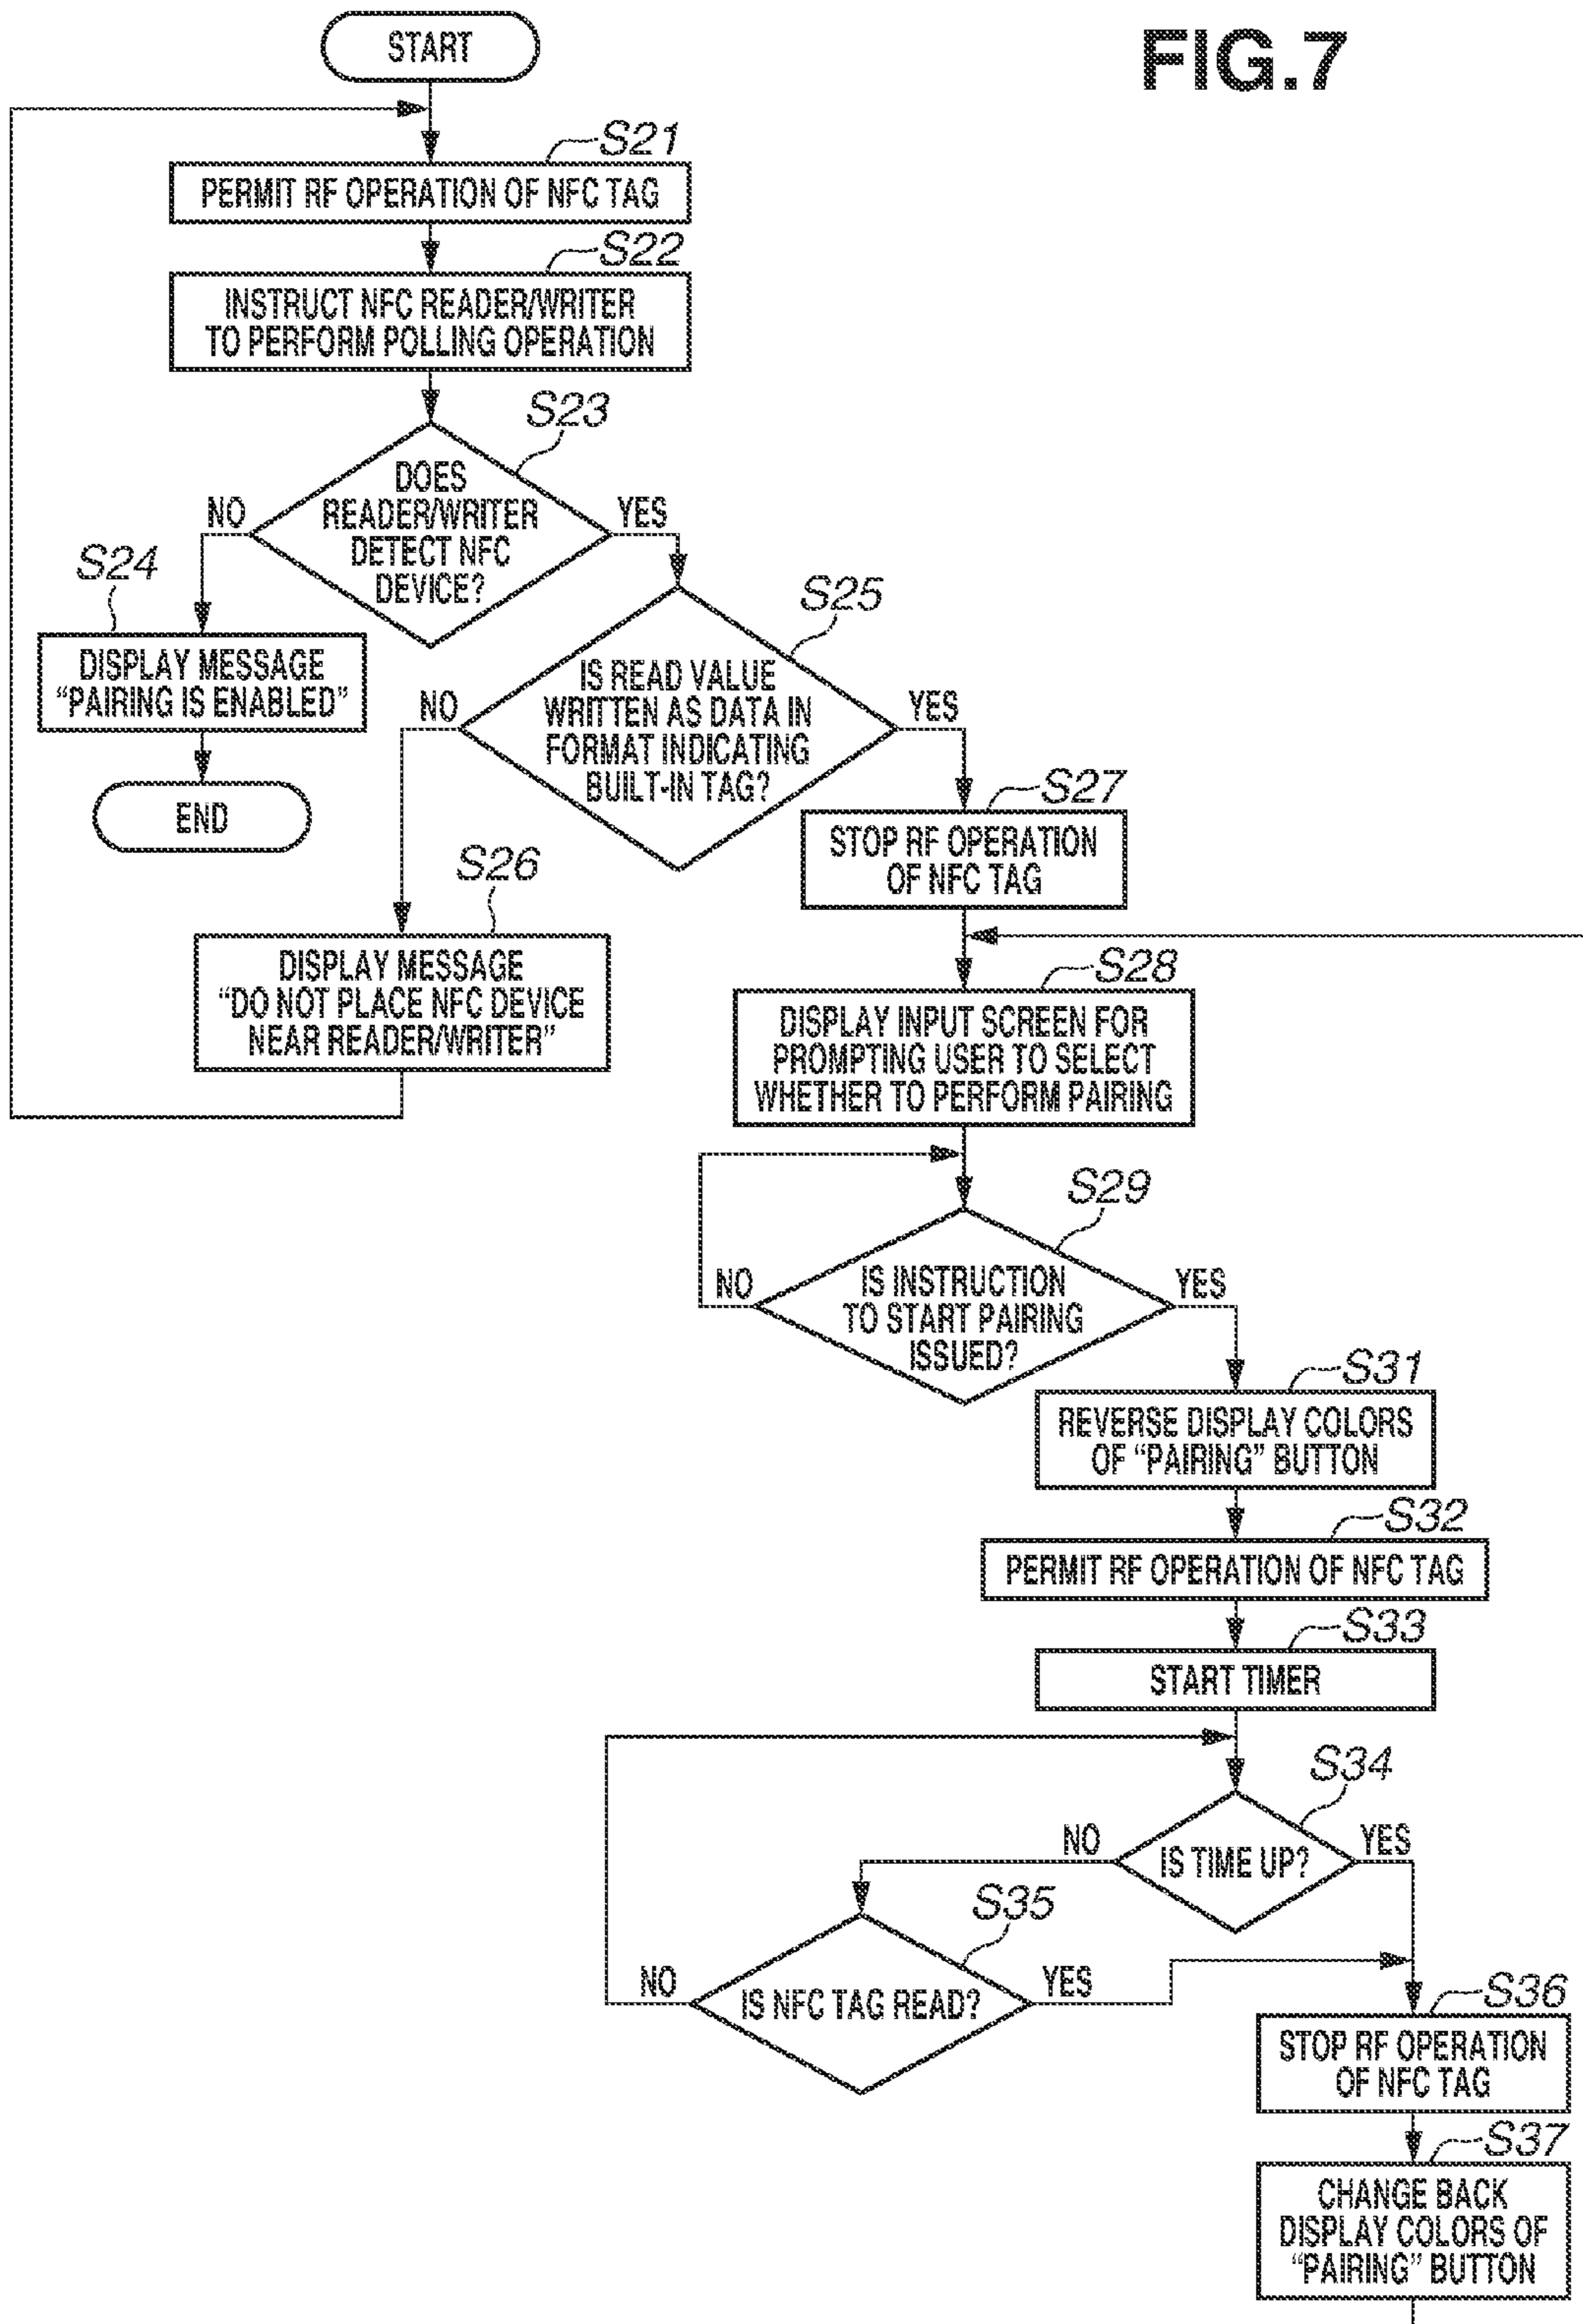 START
FIG.7
S21
PERMIT RF OPERATION OF NFC TAG
S22
INSTRUCT NFC READER/WRITER
TO PERFORM POLLING OPERATION
S23
DOES
READER/WRITER
DETECT NFC
DEVICE?
NO
YES
S24
DISPLAY MESSAGE
“PAIRING IS ENABLED”
END
S25
IS READ VALUE
WRITTEN AS DATA IN
FORMAT INDICATING
BUILT-IN TAG?
NO
YES
S26
DISPLAY MESSAGE
“DO NOT PLACE NFC DEVICE
NEAR READER/WRITER”
S27
STOP RF OPERATION
OF NFC TAG
S28
DISPLAY INPUT SCREEN FOR
PROMPTING USER TO SELECT
WHETHER TO PERFORM PAIRING
S29
IS INSTRUCTION
TO START PAIRING
ISSUED?
NO
YES
S31
REVERSE DISPLAY COLORS
OF “PAIRING” BUTTON
S32
PERMIT RF OPERATION OF NFC TAG
S33
START TIMER
S34
IS TIME UP?
NO
YES
S35
IS NFC TAG READ?
NO
YES
S36
STOP RF OPERATION
OF NFC TAG
S37
CHANGE BACK
DISPLAY COLORS OF
“PAIRING” BUTTON